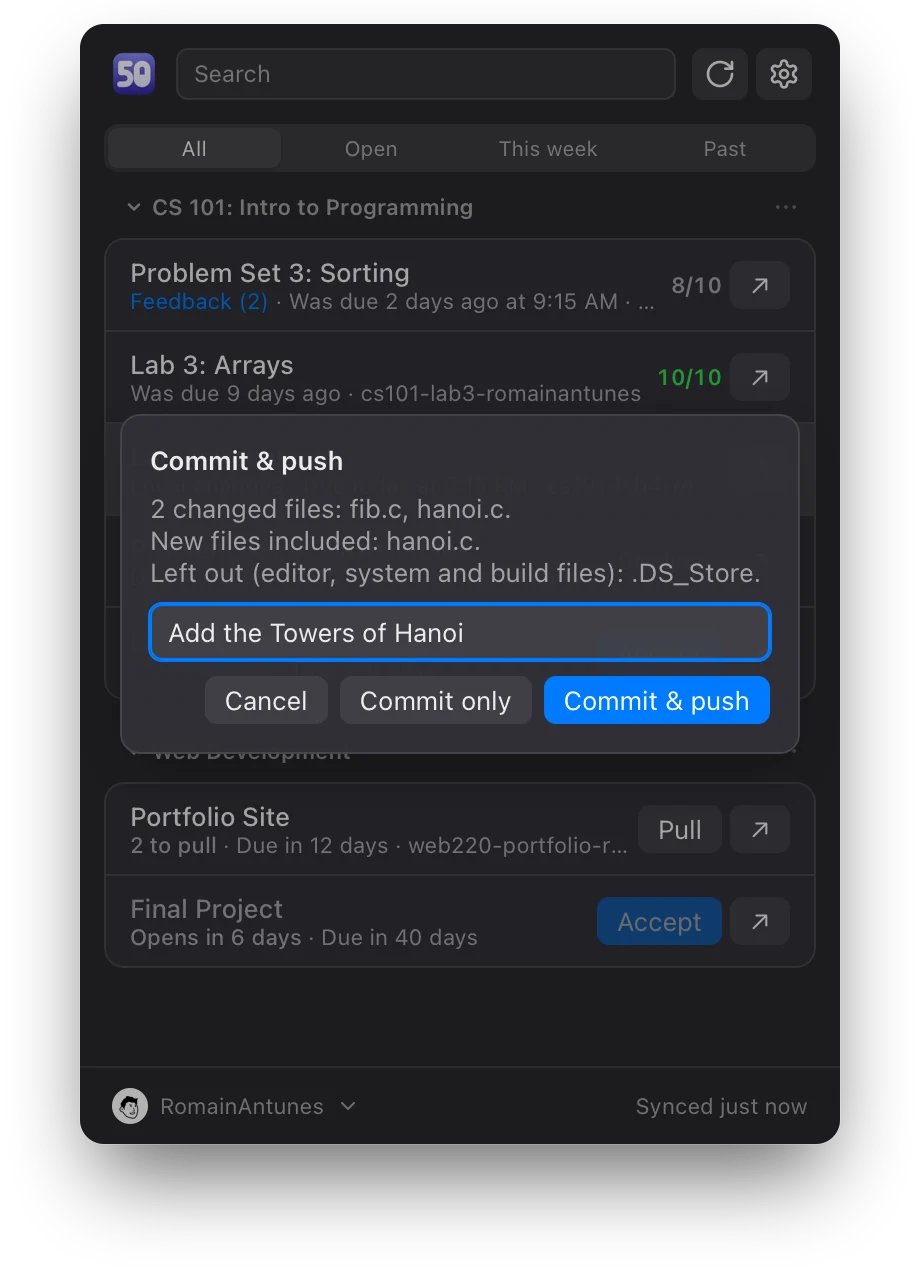 50
Search
All
Open
This week
Past
CS 101: Intro to Programming
Problem Set 3: Sorting
Feedback (2) · Was due 2 days ago at 9:15 AM · ...
8/10
Lab 3: Arrays
Was due 9 days ago · cs101-lab3-romainantunes
10/10
Commit & push
2 changed files: fib.c, hanoi.c.
New files included: hanoi.c.
Left out (editor, system and build files): .DS_Store.
Add the Towers of Hanoi
Cancel
Commit only
Commit & push
Web Development
Portfolio Site
2 to pull · Due in 12 days · web220-portfolio-r...
Pull
Final Project
Opens in 6 days · Due in 40 days
Accept
RomainAntunes
Synced just now